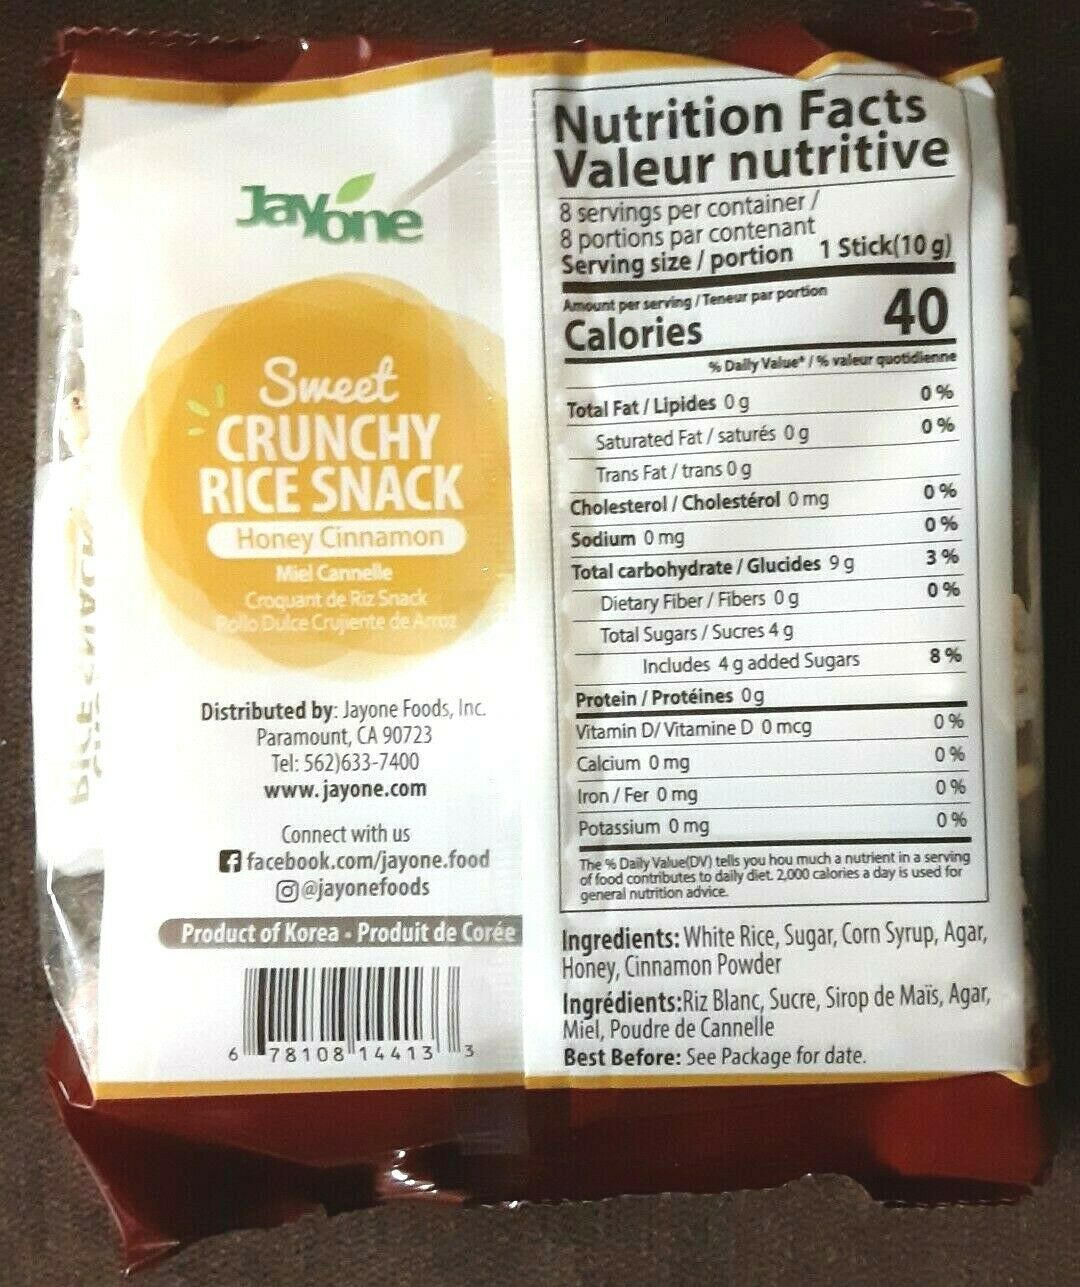 Jayone
Sweet
CRUNCHY
RICE SNACK
Honey Cinnamon
Miel Cannelle
Croquant de Riz Snack
Rollo Dulce Crujiente de Arroz
Distributed by: Jayone Foods, Inc.
Paramount, CA 90723
Tel: 562)633-7400
www.jayone.com
Connect with us
facebook.com/jayone.food
@jayonefoods
Product of Korea - Produit de Corée
6 78108 14413 3
RICE SNACK
Nutrition Facts
Valeur nutritive
8 servings per container /
8 portions par contenant
Serving size / portion 1 Stick(10 g)
Amount per serving / Teneur par portion
Calories 40
% Daily Value* / % valeur quotidienne
Total Fat / Lipides 0 g 0 %
Saturated Fat / saturés 0 g 0 %
Trans Fat / trans 0 g
Cholesterol / Cholestérol 0 mg 0 %
Sodium 0 mg 0 %
Total carbohydrate / Glucides 9 g 3 %
Dietary Fiber / Fibers 0 g 0 %
Total Sugars / Sucres 4 g
Includes 4 g added Sugars 8 %
Protein / Protéines 0g
Vitamin D/ Vitamine D 0 mcg 0 %
Calcium 0 mg 0 %
Iron / Fer 0 mg 0 %
Potassium 0 mg 0 %
The % Daily Value(DV) tells you hou much a nutrient in a serving
of food contributes to daily diet. 2,000 calories a day is used for
general nutrition advice.
Ingredients: White Rice, Sugar, Corn Syrup, Agar,
Honey, Cinnamon Powder
Ingrédients:Riz Blanc, Sucre, Sirop de Maïs, Agar,
Miel, Poudre de Cannelle
Best Before: See Package for date.